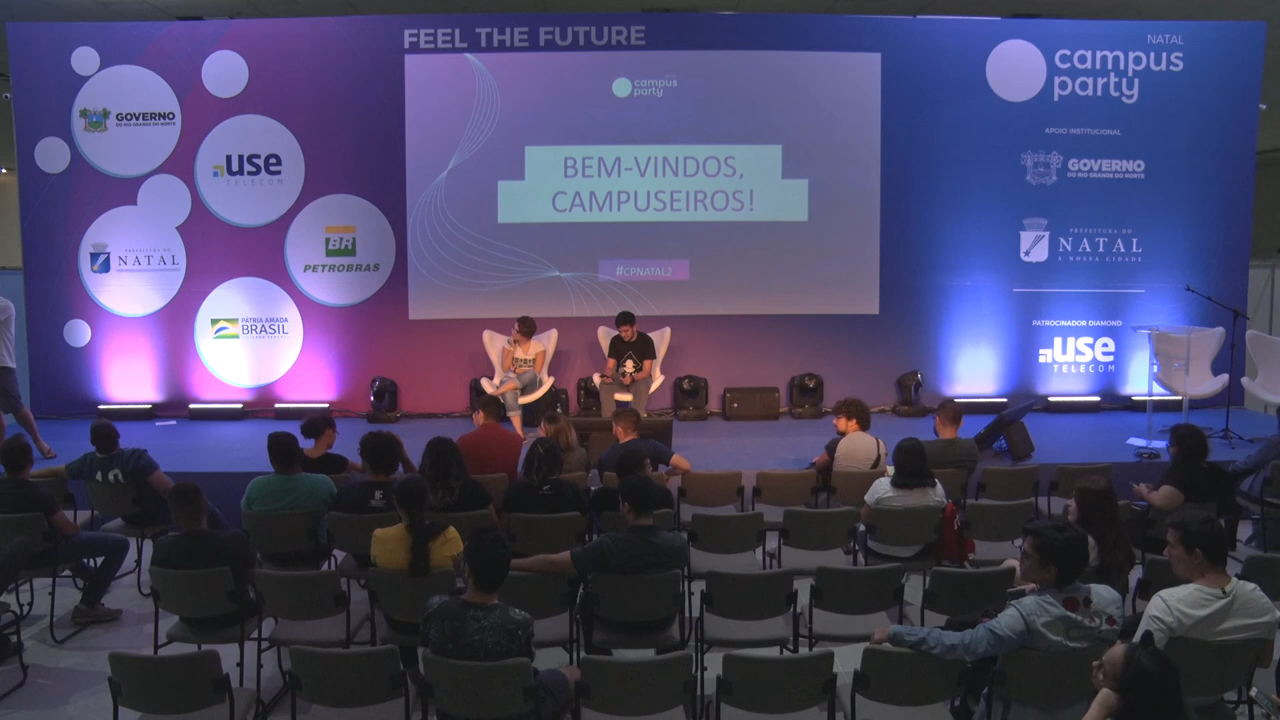 FEEL THE FUTURE
campus
party
BEM-VINDOS,
CAMPUSEIROS!
#CPNATAL2
GOVERNO
DO RIO GRANDE DO NORTE
USE
TELECOM
PREFEITURA DO
NATAL
BR
PETROBRAS
PÁTRIA AMADA
BRASIL
NATAL
campus
party
APOIO INSTITUCIONAL
GOVERNO
DO RIO GRANDE DO NORTE
PREFEITURA DO
NATAL
A NOSSA CIDADE
PATROCINADOR DIAMOND
USE
TELECOM